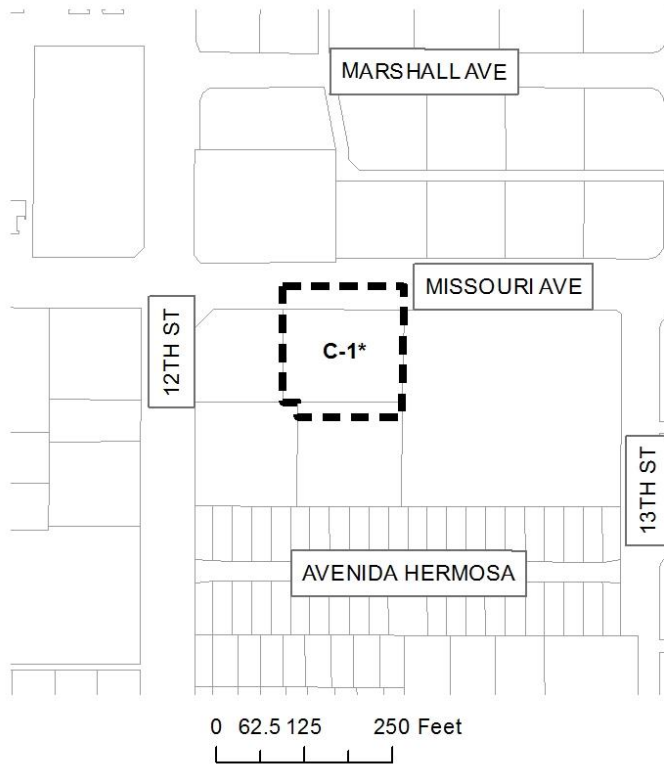 MARSHALL AVE
MISSOURI AVE
12TH ST
C-1*
13TH ST
AVENIDA HERMOSA
0 62.5 125 250 Feet